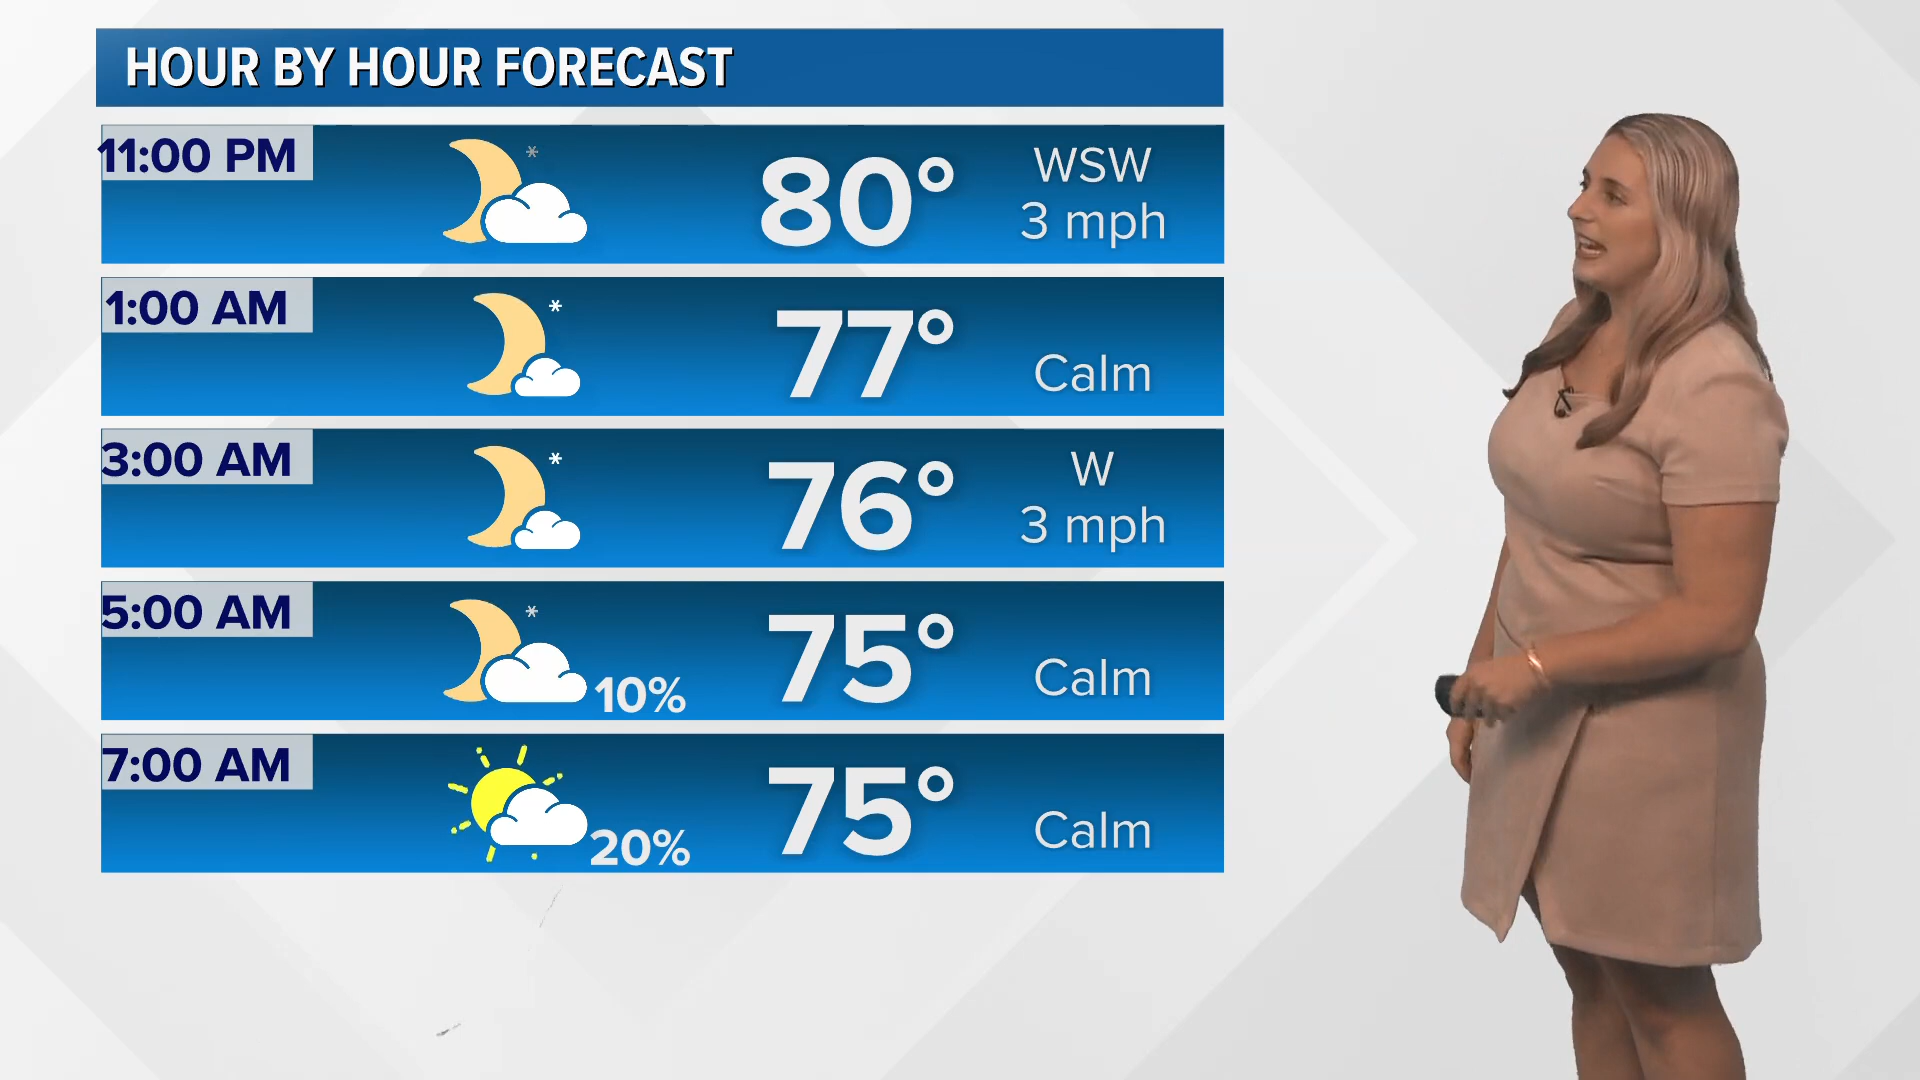 HOUR BY HOUR FORECAST
11:00 PM
80°
WSW
3 mph
1:00 AM
77°
Calm
3:00 AM
76°
W
3 mph
5:00 AM
10%
75°
Calm
7:00 AM
20%
75°
Calm